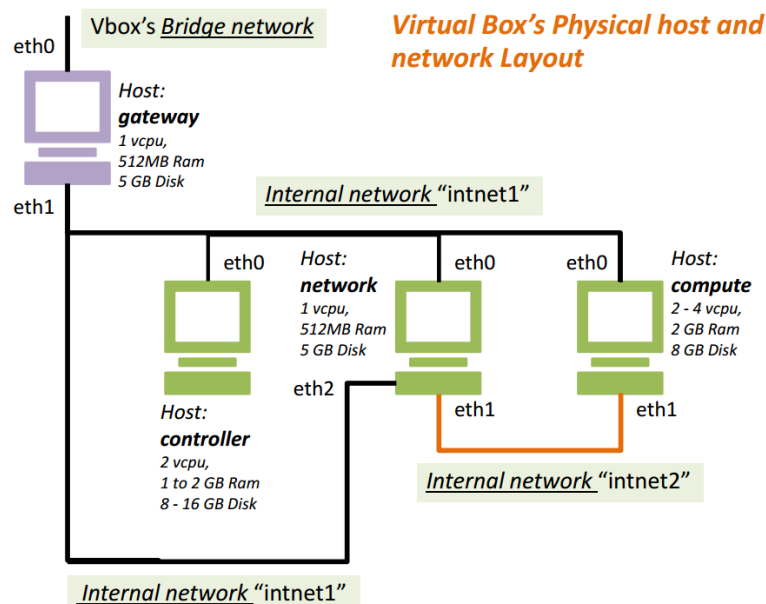 Vbox's Bridge network
Virtual Box's Physical host and
network Layout
eth0
Host:
gateway
1 vcpu,
512MB Ram
5 GB Disk
eth1
Internal network "intnet1"
eth0
Host:
network
1 vcpu,
512MB Ram
5 GB Disk
eth0
eth0
Host:
compute
2 - 4 vcpu,
2 GB Ram
8 GB Disk
eth2
eth1
eth1
Host:
controller
2 vcpu,
1 to 2 GB Ram
8 - 16 GB Disk
Internal network "intnet2"
Internal network "intnet1"